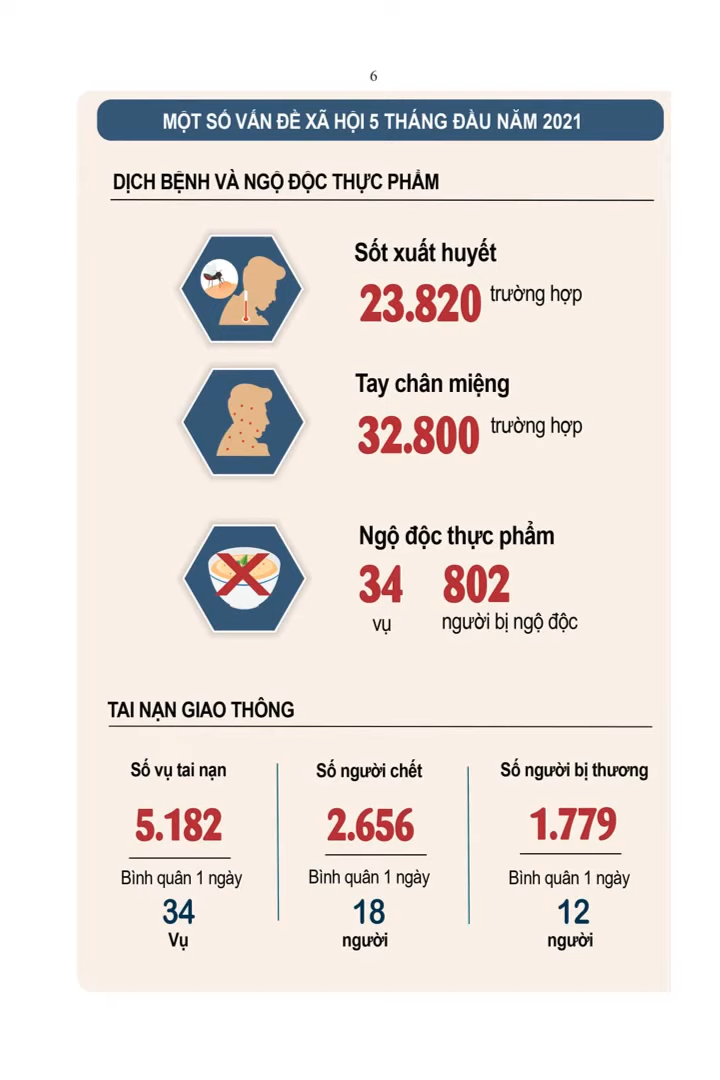 6
MỘT SỐ VẤN ĐỀ XÃ HỘI 5 THÁNG ĐẦU NĂM 2021
DỊCH BỆNH VÀ NGỘ ĐỘC THỰC PHẨM
Sốt xuất huyết
23.820 trường hợp
Tay chân miệng
32.800 trường hợp
Ngộ độc thực phẩm
34 802
vụ người bị ngộ độc
TAI NẠN GIAO THÔNG
Số vụ tai nạn
5.182
Bình quân 1 ngày
34
Vụ
Số người chết
2.656
Bình quân 1 ngày
18
người
Số người bị thương
1.779
Bình quân 1 ngày
12
người